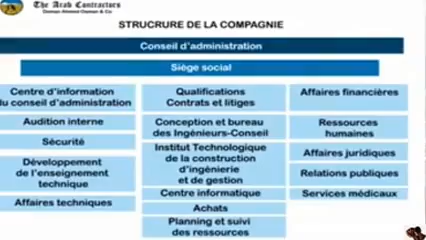 The Arab Contractors
Osman Ahmed Osman & Co.
STRUCRURE DE LA COMPAGNIE
Conseil d'administration
Siège social
Centre d'information
du conseil d'administration
Audition interne
Sécurité
Développement
de l'enseignement
technique
Affaires techniques
Qualifications
Contrats et litiges
Conception et bureau
des Ingénieurs-Conseil
Institut Technologique
de la construction
d'ingénierie
et de gestion
Centre informatique
Achats
Planning et suivi
des ressources
Affaires financières
Ressources
humaines
Affaires juridiques
Relations publiques
Services médicaux